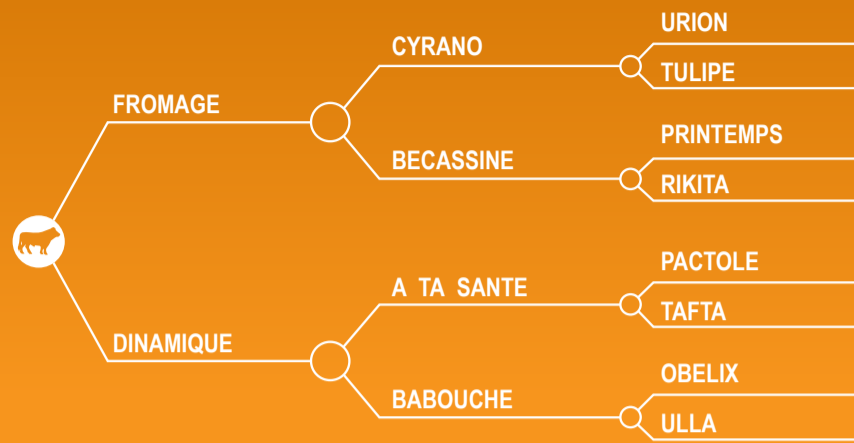 URION
CYRANO
TULIPE
FROMAGE
PRINTEMPS
BECASSINE
RIKITA
PACTOLE
A TA SANTE
TAFTA
DINAMIQUE
OBELIX
BABOUCHE
ULLA